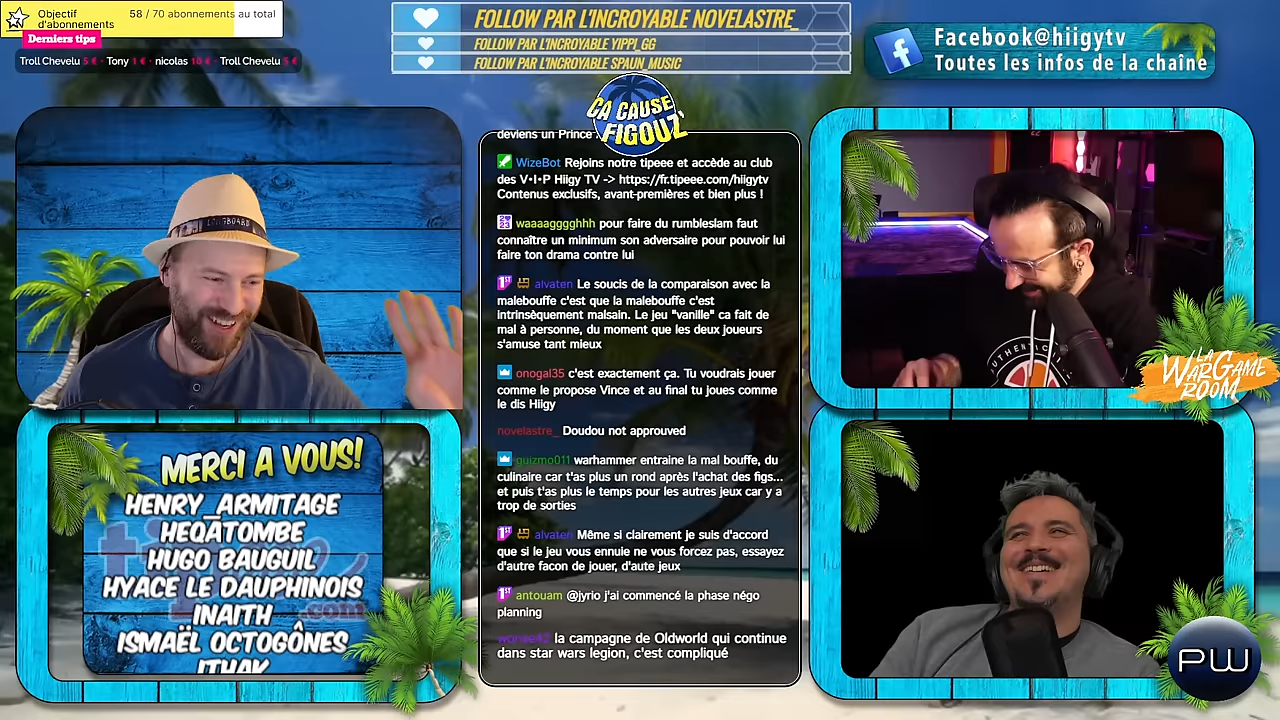 Objectif
d'abonnements
58 / 70 abonnements au total
Derniers tips
Troll Chevelu 5 € · Tony 1 € · nicolas 10 € · Troll Chevelu 5 €
FOLLOW PAR L'INCROYABLE NOVELASTRE_
FOLLOW PAR L'INCROYABLE YIPPI_GG
FOLLOW PAR L'INCROYABLE SPAUN_MUSIC
Facebook@hiigytv
Toutes les infos de la chaîne
ÇA CAUSE
FIGOUZ'
LONGBOARD
deviens un Prince
WizeBot Rejoins notre tipeee et accède au club
des V•I•P Hiigy TV -> https://fr.tipeee.com/hiigytv
Contenus exclusifs, avant-premières et bien plus !
waaaagggghhh pour faire du rumbleslam faut
connaître un minimum son adversaire pour pouvoir lui
faire ton drama contre lui
alvaten Le soucis de la comparaison avec la
malebouffe c'est que la malebouffe c'est
intrinsèquement malsain. Le jeu "vanille" ca fait de
mal à personne, du moment que les deux joueurs
s'amuse tant mieux
onogal35 c'est exactement ça. Tu voudrais jouer
comme le propose Vince et au final tu joues comme
le dis Hiigy
novelastre_ Doudou not approuved
guizmo011 warhammer entraine la mal bouffe, du
culinaire car t'as plus un rond après l'achat des figs...
et puis t'as plus le temps pour les autres jeux car y a
trop de sorties
alvaten Même si clairement je suis d'accord
que si le jeu vous ennuie ne vous forcez pas, essayez
d'autre facon de jouer, d'aute jeux
antouam @jyrio j'ai commencé la phase négo
planning
la campagne de Oldworld qui continue
dans star wars legion, c'est compliqué
AUTHENTIC
LA
WARGAME
ROOM
MERCI A VOUS!
HENRY_ARMITAGE
HEQATOMBE
HUGO BAUGUIL
HYACE LE DAUPHINOIS
INAITH
ISMAËL OCTOGÔNES
ITHAK
.com
PW